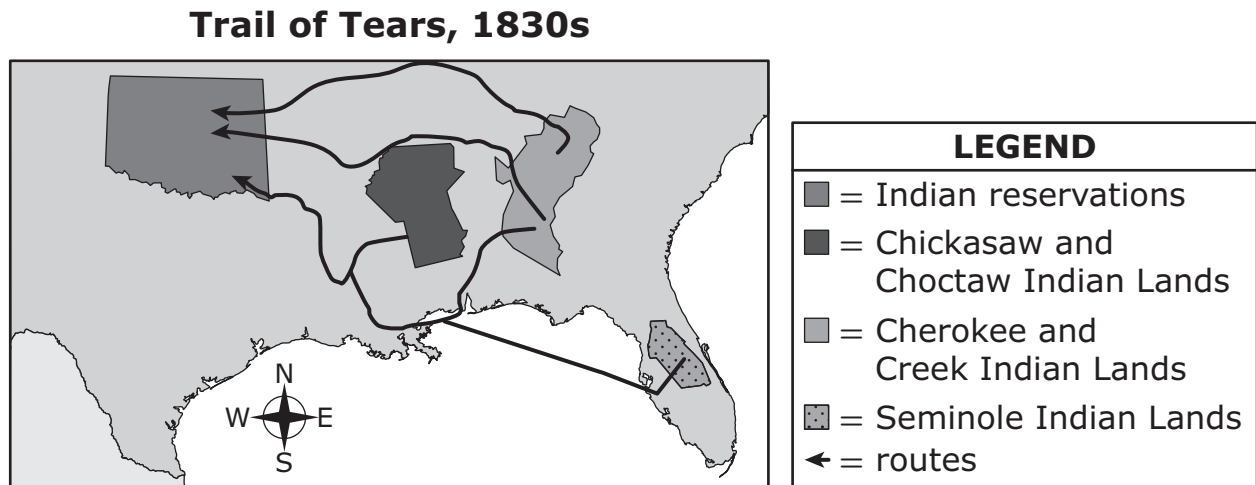 Trail of Tears, 1830s
N
W E
S
LEGEND
= Indian reservations
= Chickasaw and
Choctaw Indian Lands
= Cherokee and
Creek Indian Lands
= Seminole Indian Lands
= routes